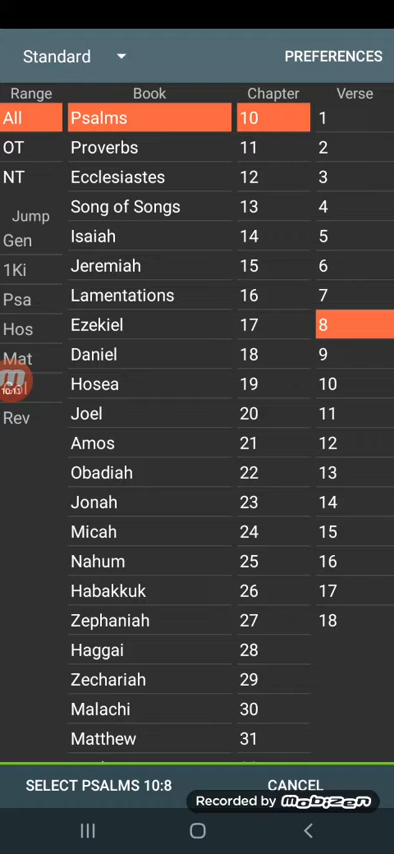 Standard PREFERENCES
Range Book Chapter Verse
All Psalms 10 1
OT Proverbs 11 2
NT Ecclesiastes 12 3
Song of Songs 13 4
Jump
Isaiah 14 5
Gen
Jeremiah 15 6
1Ki
Lamentations 16 7
Psa
Ezekiel 17 8
Hos
Daniel 18 9
Mat
Hosea 19 10
10:13
Joel 20 11
Rev
Amos 21 12
Obadiah 22 13
Jonah 23 14
Micah 24 15
Nahum 25 16
Habakkuk 26 17
Zephaniah 27 18
Haggai 28
Zechariah 29
Malachi 30
Matthew 31
SELECT PSALMS 10:8 CANCEL
Recorded by mobizen